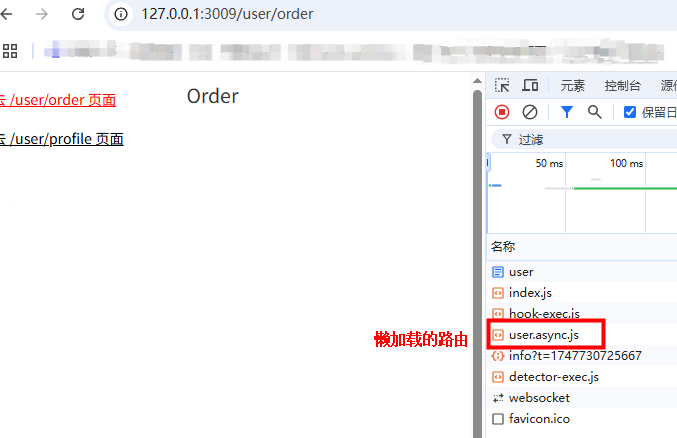 127.0.0.1:3009/user/order
去 /user/order 页面
Order
去 /user/profile 页面
元素
控制台
保留日
过滤
50 ms
100 ms
名称
user
index.js
hook-exec.js
懒加载的路由
user.async.js
info?t=1747730725667
detector-exec.js
websocket
favicon.ico